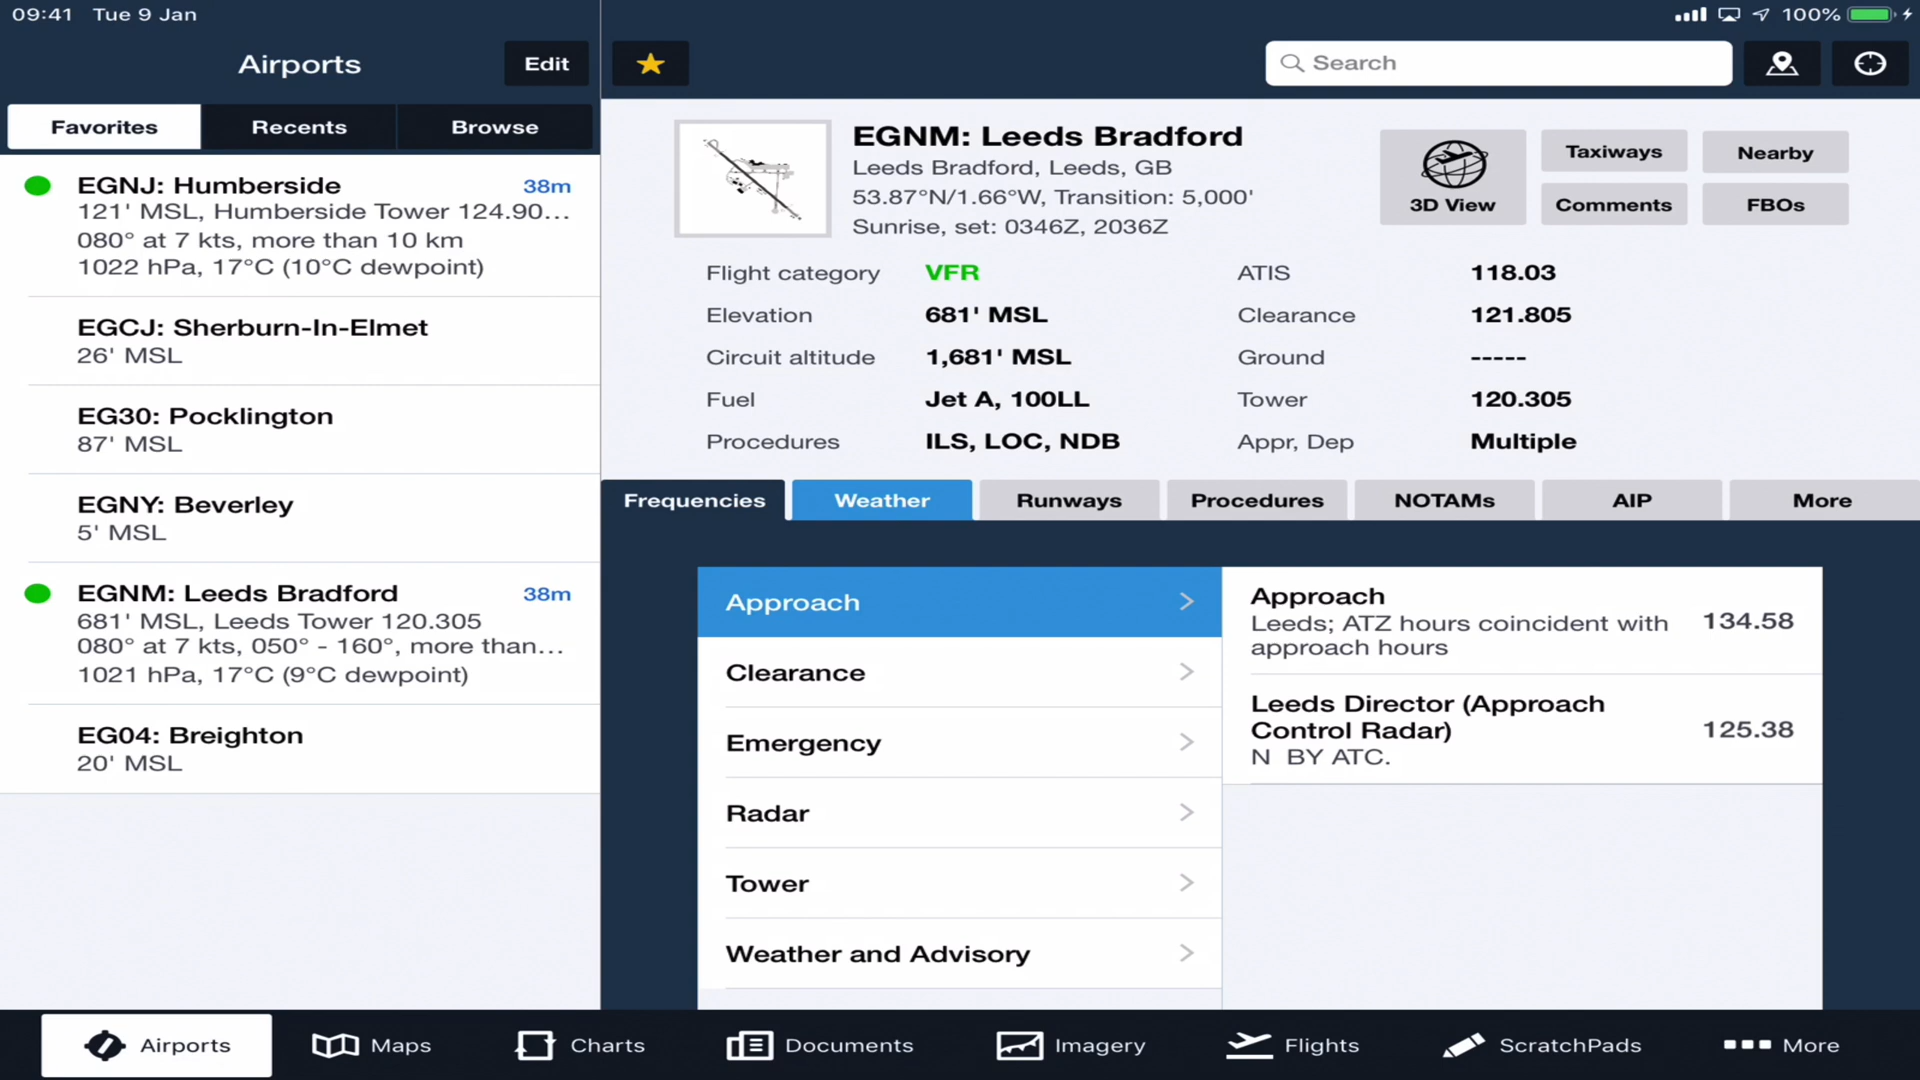 09:41 Tue 9 Jan
100%
Airports
Edit
Search
Favorites
Recents
Browse
EGNJ: Humberside
38m
121' MSL, Humberside Tower 124.90...
080° at 7 kts, more than 10 km
1022 hPa, 17°C (10°C dewpoint)
EGCJ: Sherburn-In-Elmet
26' MSL
EG30: Pocklington
87' MSL
EGNY: Beverley
5' MSL
EGNM: Leeds Bradford
38m
681' MSL, Leeds Tower 120.305
080° at 7 kts, 050° - 160°, more than...
1021 hPa, 17°C (9°C dewpoint)
EG04: Breighton
20' MSL
EGNM: Leeds Bradford
Leeds Bradford, Leeds, GB
53.87°N/1.66°W, Transition: 5,000'
Sunrise, set: 0346Z, 2036Z
3D View
Taxiways
Nearby
Comments
FBOs
Flight category VFR
ATIS 118.03
Elevation 681' MSL
Clearance 121.805
Circuit altitude 1,681' MSL
Ground -----
Fuel Jet A, 100LL
Tower 120.305
Procedures ILS, LOC, NDB
Appr, Dep Multiple
Frequencies
Weather
Runways
Procedures
NOTAMs
AIP
More
Approach
Clearance
Emergency
Radar
Tower
Weather and Advisory
Approach
Leeds; ATZ hours coincident with
approach hours
134.58
Leeds Director (Approach
Control Radar)
N BY ATC.
125.38
Airports
Maps
Charts
Documents
Imagery
Flights
ScratchPads
More